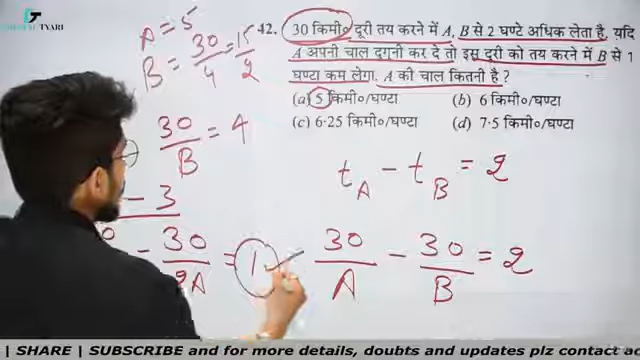 TYARI
A = 5
B = 30/4 = 15/2
42. 30 किमी० दूरी तय करने में A, B से 2 घण्टे अधिक लेता है, यदि
A अपनी चाल दुगुनी कर दे तो इस दूरी को तय करने में B से 1
घण्टा कम लेगा. A की चाल कितनी है ?
(a) 5 किमी०/घण्टा (b) 6 किमी०/घण्टा
(c) 6·25 किमी०/घण्टा (d) 7·5 किमी०/घण्टा
30/B = 4
- 3
tA - tB = 2
- 30/2A = 1
30/A - 30/B = 2
| SHARE | SUBSCRIBE and for more details, doubts and updates plz contact